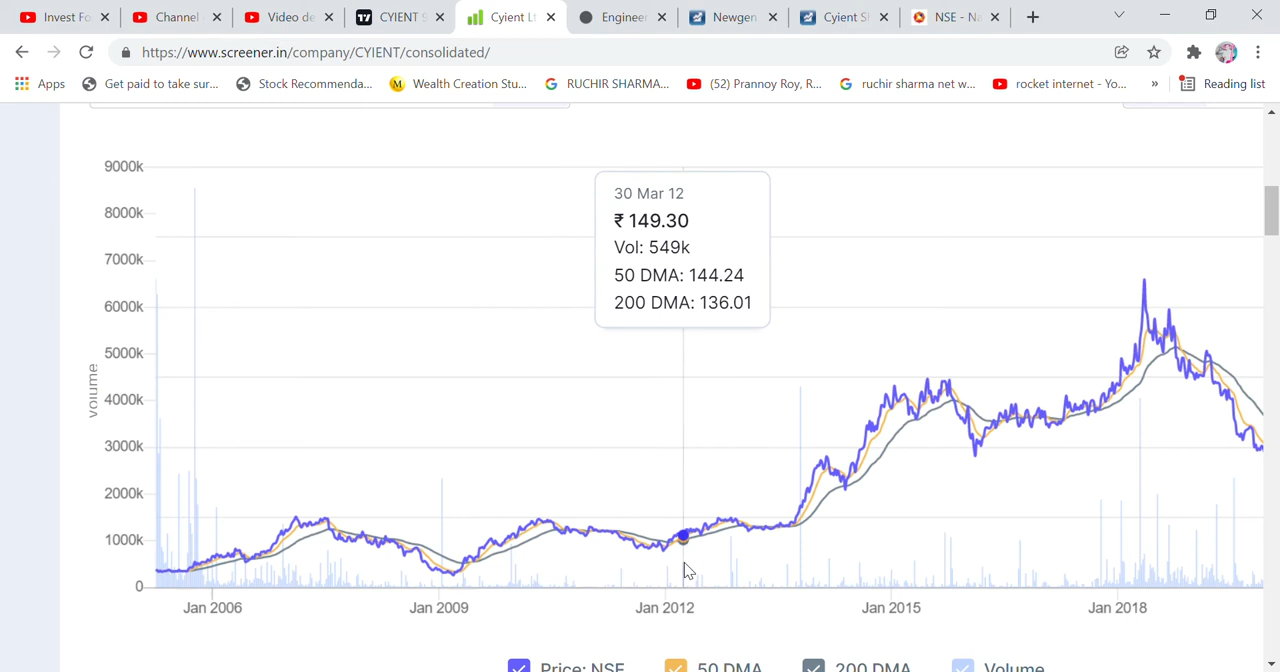 Invest Fo
Channel
Video de
CYIENT S
Cyient Lt
Engineer
Newgen
Cyient S
NSE - Na
https://www.screener.in/company/CYIENT/consolidated/
Apps
Get paid to take sur...
Stock Recommenda...
Wealth Creation Stu...
RUCHIR SHARMA...
(52) Prannoy Roy, R...
ruchir sharma net w...
rocket internet - Yo...
»
Reading list
9000k
8000k
7000k
6000k
5000k
4000k
3000k
2000k
1000k
0
volume
30 Mar 12
₹ 149.30
Vol: 549k
50 DMA: 144.24
200 DMA: 136.01
Jan 2006
Jan 2009
Jan 2012
Jan 2015
Jan 2018
Price: NSE
50 DMA
200 DMA
Volume